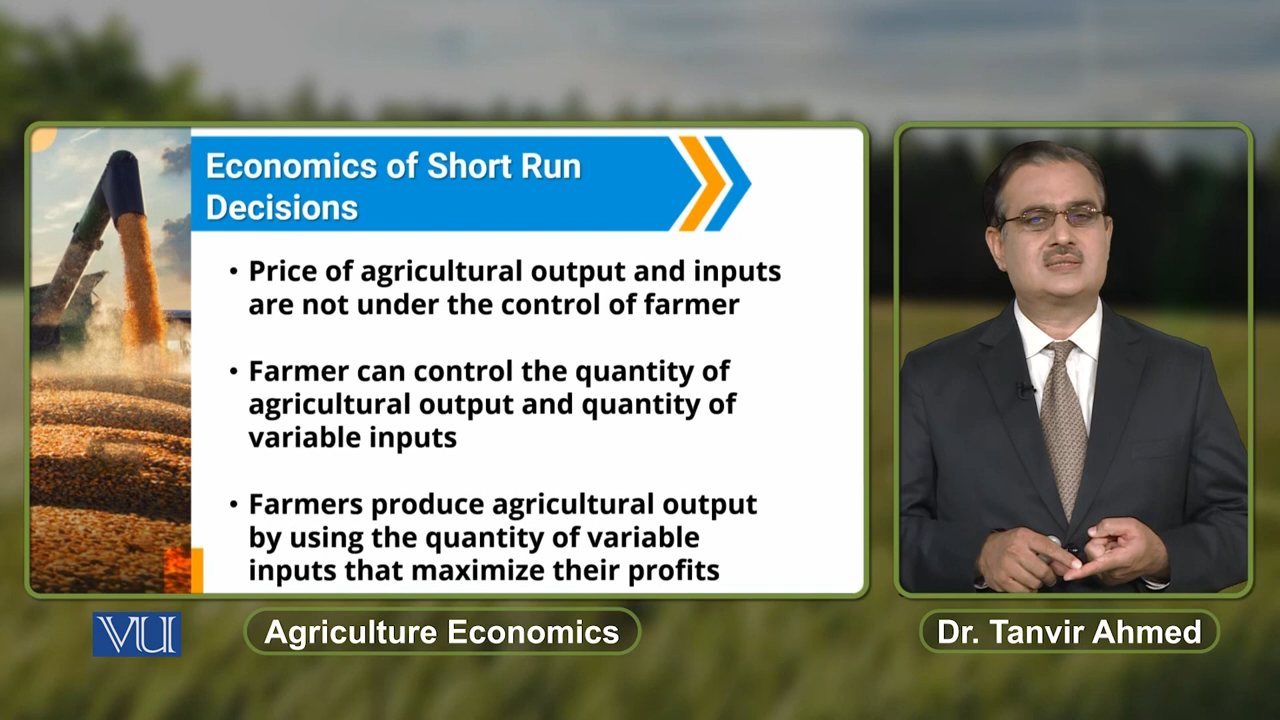 Economics of Short Run
Decisions
• Price of agricultural output and inputs
are not under the control of farmer
• Farmer can control the quantity of
agricultural output and quantity of
variable inputs
• Farmers produce agricultural output
by using the quantity of variable
inputs that maximize their profits
VU
Agriculture Economics
Dr. Tanvir Ahmed